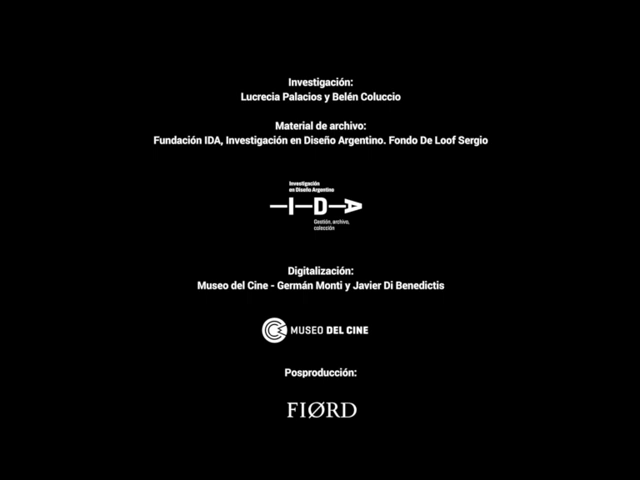 Investigación:
Lucrecia Palacios y Belén Coluccio
Material de archivo:
Fundación IDA, Investigación en Diseño Argentino. Fondo De Loof Sergio
Investigación
en Diseño Argentino
I–D–A
Gestión, archivo,
colección
Digitalización:
Museo del Cine - Germán Monti y Javier Di Benedictis
MUSEO DEL CINE
Posproducción:
FIØRD